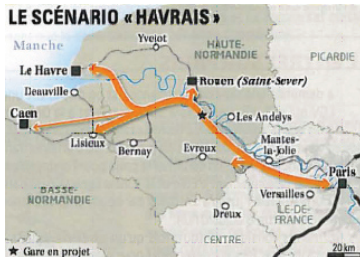 LE SCÉNARIO « HAVRAIS »
Manche
Yvetot
HAUTE-
NORMANDIE
PICARDIE
Le Havre
Rouen (Saint-Sever)
Deauville
Caen
Les Andelys
Lisieux
Bernay
Evreux
Mantes-
la-Jolie
Paris
BASSE-
NORMANDIE
Versailles
ÎLE-DE-
FRANCE
Dreux
CENTRE
★ Gare en projet
20 km